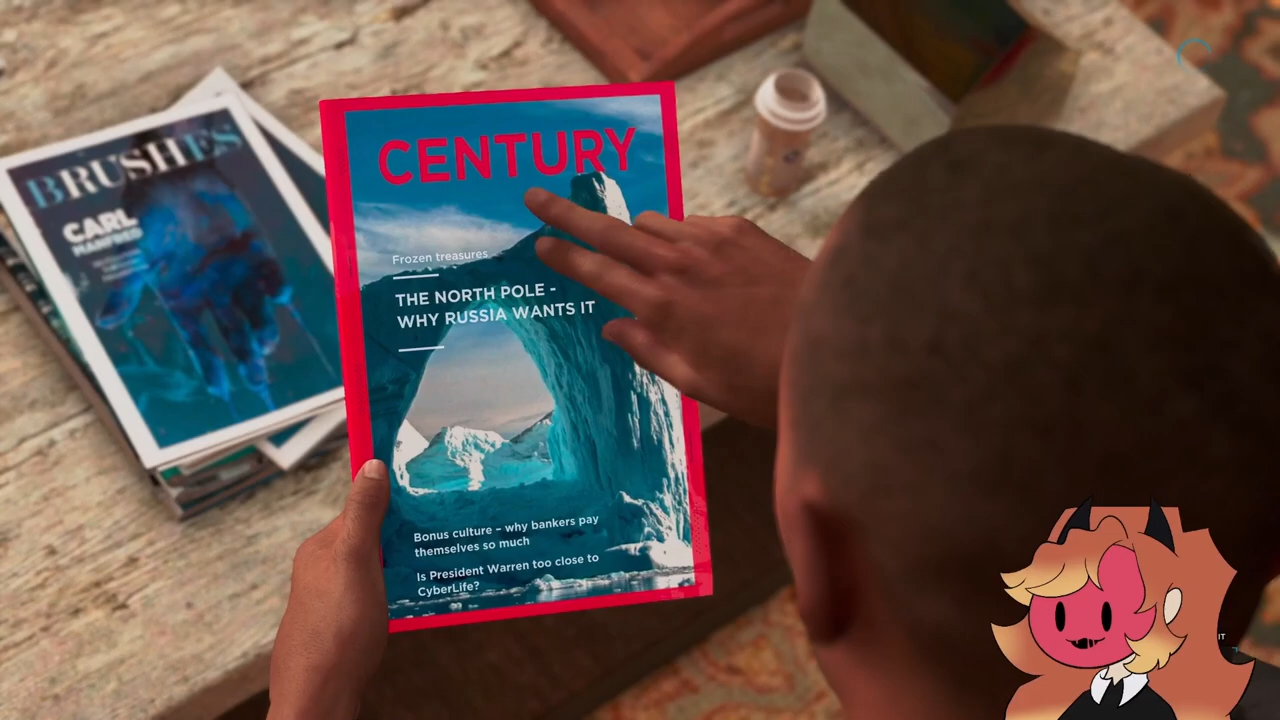 BRUSHES
CARL
MANFRED
CENTURY
Frozen treasures
THE NORTH POLE -
WHY RUSSIA WANTS IT
Bonus culture – why bankers pay
themselves so much
Is President Warren too close to
CyberLife?
IT